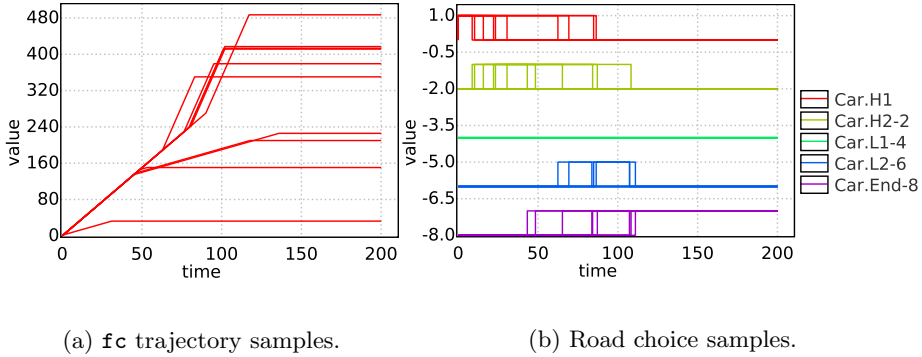 480
400
320
240
160
80
0
value
0 50 100 150 200
time
1.0
-0.5
-2.0
-3.5
-5.0
-6.5
-8.0
value
0 50 100 150 200
time
Car.H1
Car.H2-2
Car.L1-4
Car.L2-6
Car.End-8
(a) fc trajectory samples.
(b) Road choice samples.